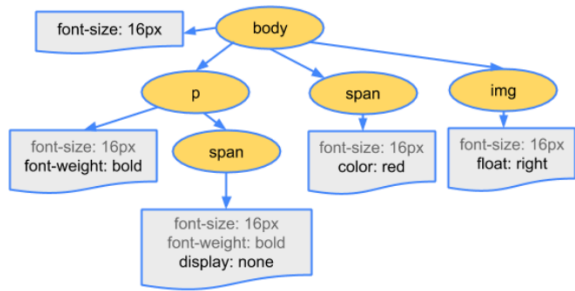 font-size: 16px
body
p
span
img
font-size: 16px
font-weight: bold
span
font-size: 16px
color: red
font-size: 16px
float: right
font-size: 16px
font-weight: bold
display: none